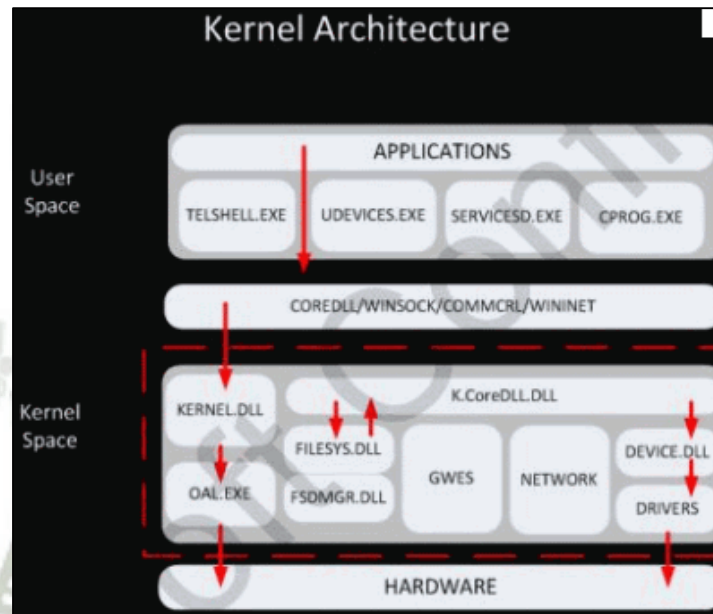 Kernel Architecture
User
Space
APPLICATIONS
TELSHELL.EXE
UDEVICES.EXE
SERVICESD.EXE
CPROG.EXE
COREDLL/WINSOCK/COMMCRL/WININET
Kernel
Space
KERNEL.DLL
K.CoreDLL.DLL
FILESYS.DLL
GWES
NETWORK
DEVICE.DLL
OAL.EXE
FSDMGR.DLL
DRIVERS
HARDWARE